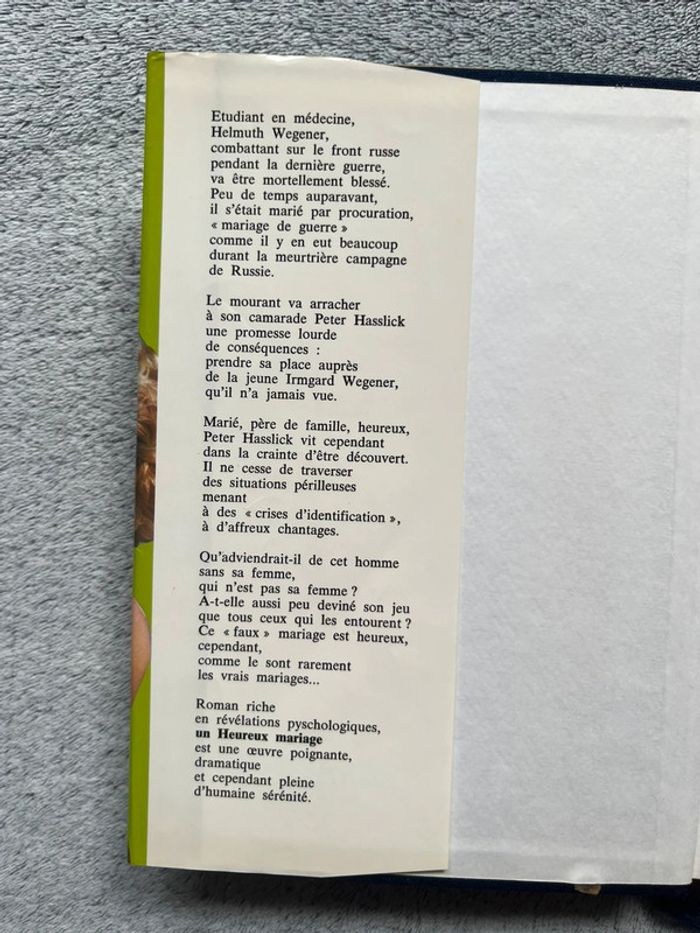 Etudiant en médecine,
Helmuth Wegener,
combattant sur le front russe
pendant la dernière guerre,
va être mortellement blessé.
Peu de temps auparavant,
il s'était marié par procuration,
« mariage de guerre »
comme il y en eut beaucoup
durant la meurtrière campagne
de Russie.
Le mourant va arracher
à son camarade Peter Hasslick
une promesse lourde
de conséquences :
prendre sa place auprès
de la jeune Irmgard Wegener,
qu'il n'a jamais vue.
Marié, père de famille, heureux,
Peter Hasslick vit cependant
dans la crainte d'être découvert.
Il ne cesse de traverser
des situations périlleuses
menant
à des « crises d'identification »,
à d'affreux chantages.
Qu'adviendrait-il de cet homme
sans sa femme,
qui n'est pas sa femme ?
A-t-elle aussi peu deviné son jeu
que tous ceux qui les entourent ?
Ce « faux » mariage est heureux,
cependant,
comme le sont rarement
les vrais mariages...
Roman riche
en révélations pyschologiques,
un Heureux mariage
est une œuvre poignante,
dramatique
et cependant pleine
d'humaine sérénité.